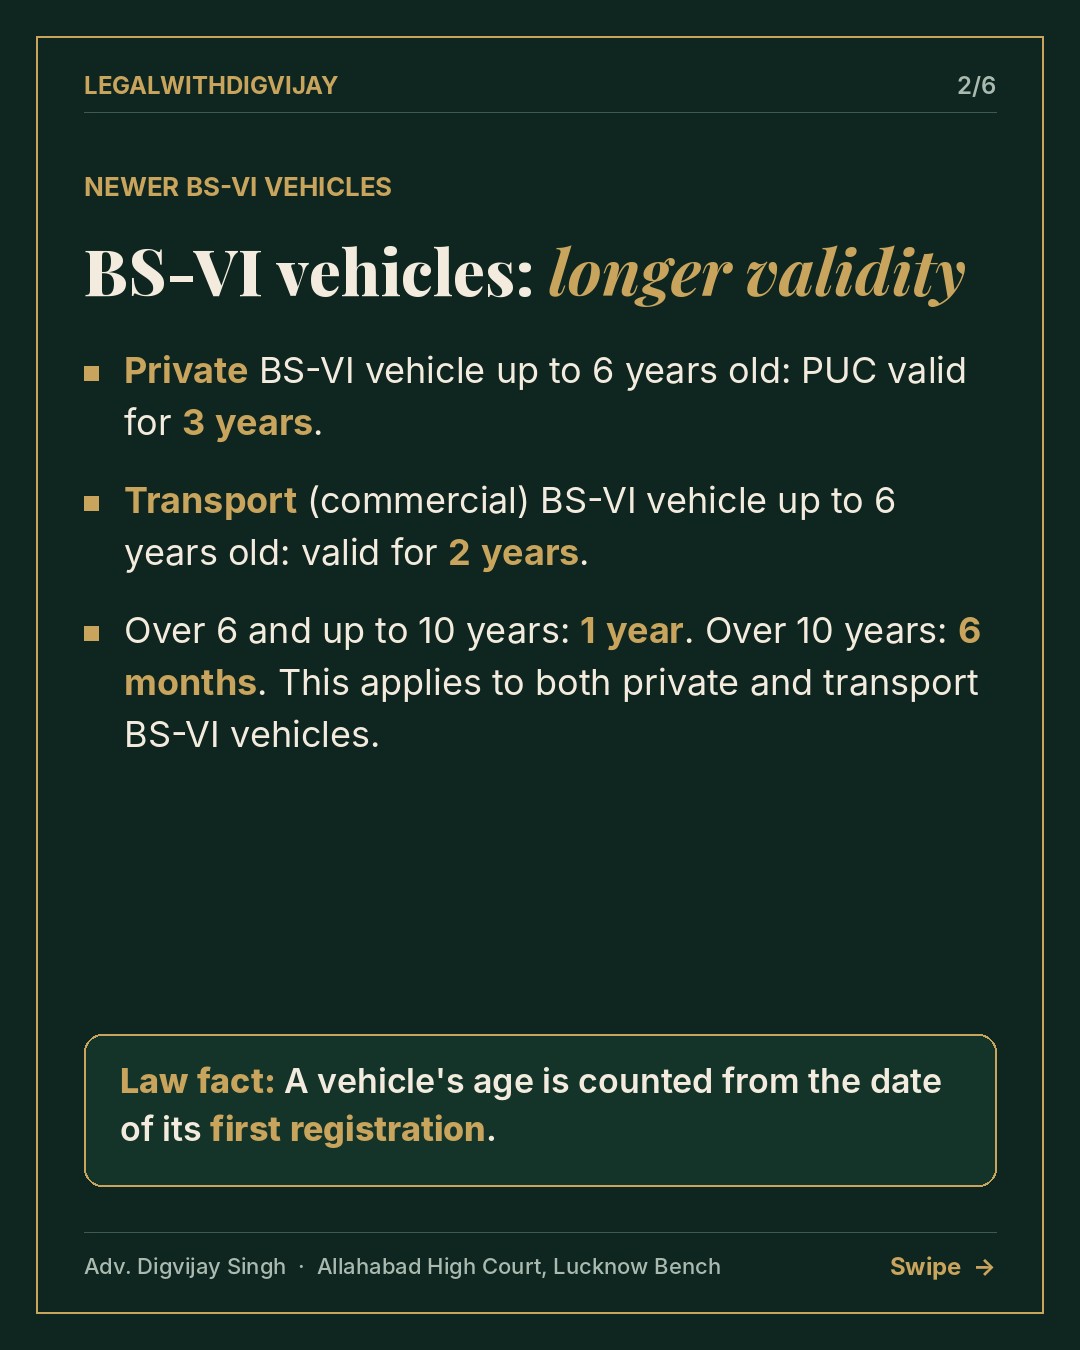 LEGALWITHDIGVIJAY
2/6
NEWER BS-VI VEHICLES
BS-VI vehicles: longer validity
Private BS-VI vehicle up to 6 years old: PUC valid
for 3 years.
Transport (commercial) BS-VI vehicle up to 6
years old: valid for 2 years.
Over 6 and up to 10 years: 1 year. Over 10 years: 6
months. This applies to both private and transport
BS-VI vehicles.
Law fact: A vehicle's age is counted from the date
of its first registration.
Adv. Digvijay Singh · Allahabad High Court, Lucknow Bench
Swipe →